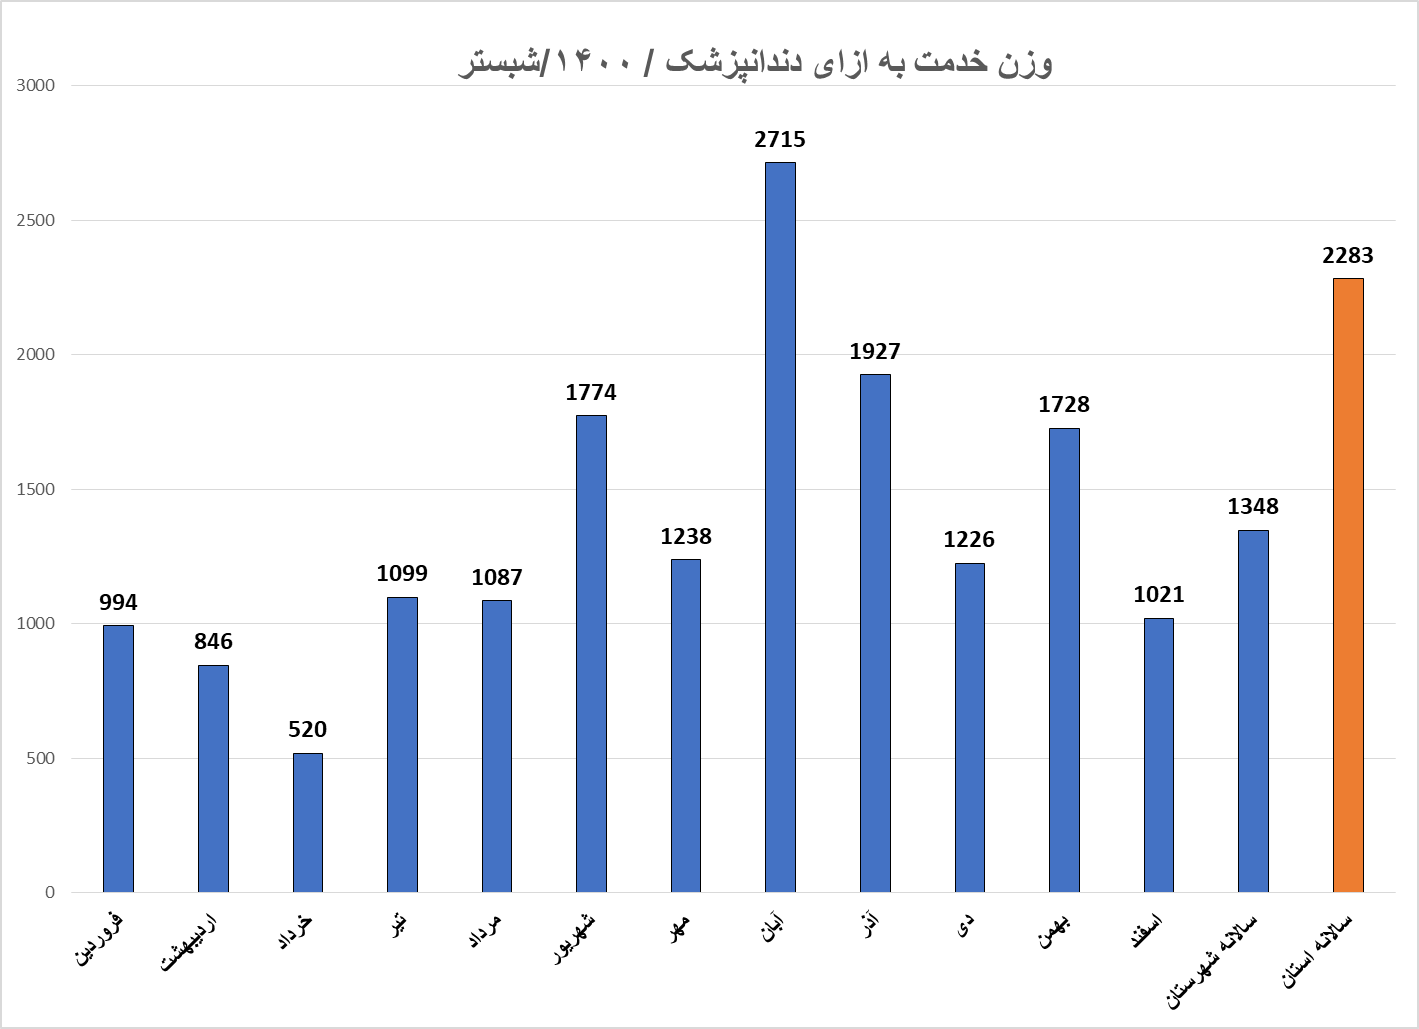 وزن خدمت به ازای دندانپزشک / ۱۴۰۰/شبستر
3000
2500
2000
1500
1000
500
0
994
846
520
1099
1087
1774
1238
2715
1927
1226
1728
1021
1348
2283
فروردین
اردیبهشت
خرداد
تیر
مرداد
شهریور
مهر
آبان
آذر
دی
بهمن
اسفند
سالانه شهرستان
سالانه استان